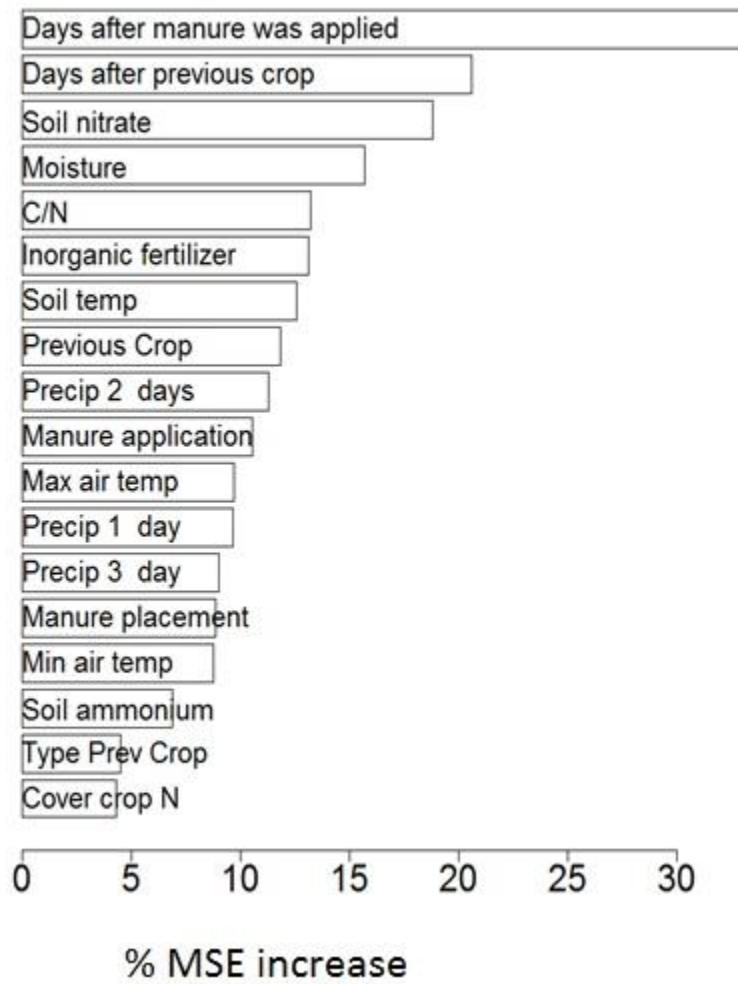 Days after manure was applied
Days after previous crop
Soil nitrate
Moisture
C/N
Inorganic fertilizer
Soil temp
Previous Crop
Precip 2  days
Manure application
Max air temp
Precip 1  day
Precip 3  day
Manure placement
Min air temp
Soil ammonium
Type Prev Crop
Cover crop N
0 5 10 15 20 25 30
% MSE increase